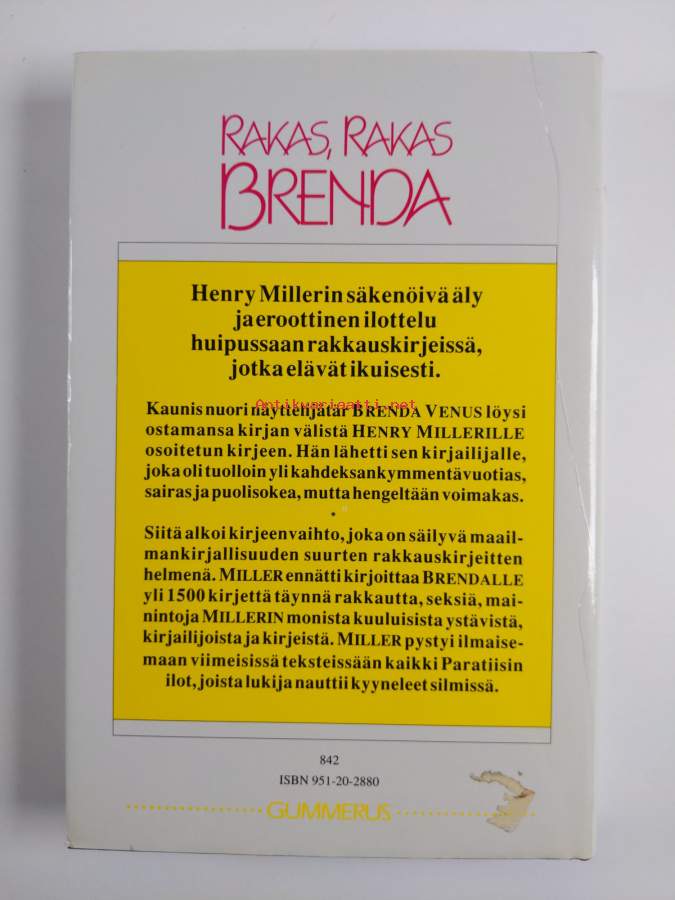 RAKAS, RAKAS
BRENDA
Henry Millerin säkenöivä äly
ja eroottinen ilottelu
huipussaan rakkauskirjeissä,
jotka elävät ikuisesti.
Antikvariaatti.net
Kaunis nuori näyttelijätär BRENDA VENUS löysi
ostamansa kirjan välistä HENRY MILLERILLE
osoitetun kirjeen. Hän lähetti sen kirjailijalle,
joka oli tuolloin yli kahdeksankymmentävuotias,
sairas ja puolisokea, mutta hengeltään voimakas.
Siitä alkoi kirjeenvaihto, joka on säilyvä maail-
mankirjallisuuden suurten rakkauskirjeitten
helmenä. MILLER ennätti kirjoittaa BRENDALLE
yli 1500 kirjettä täynnä rakkautta, seksiä, mai-
nintoja MILLERIN monista kuuluisista ystävistä,
kirjailijoista ja kirjeistä. MILLER pystyi ilmaise-
maan viimeisissä teksteissään kaikki Paratiisin
ilot, joista lukija nauttii kyyneleet silmissä.
842
ISBN 951-20-2880
GUMMERUS